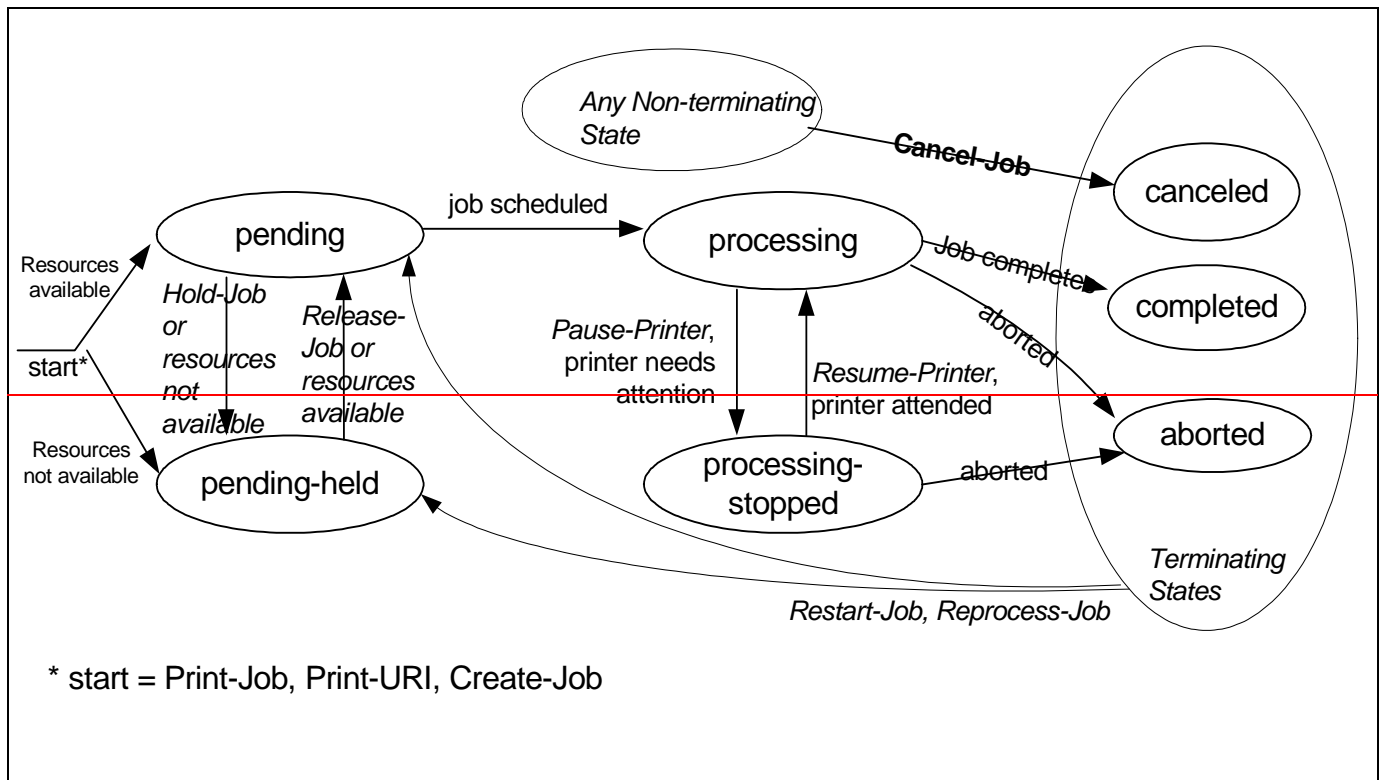 Any Non-terminating
State
Cancel-Job
canceled
pending
job scheduled
processing
Job completes
completed
Resources
available
Hold-Job
or
resources
not
available
Release-
Job or
resources
available
start*
Pause-Printer,
printer needs
attention
Resume-Printer,
printer attended
aborted
aborted
Resources
not available
pending-held
processing-
stopped
aborted
Terminating
States
Restart-Job, Reprocess-Job
* start = Print-Job, Print-URI, Create-Job